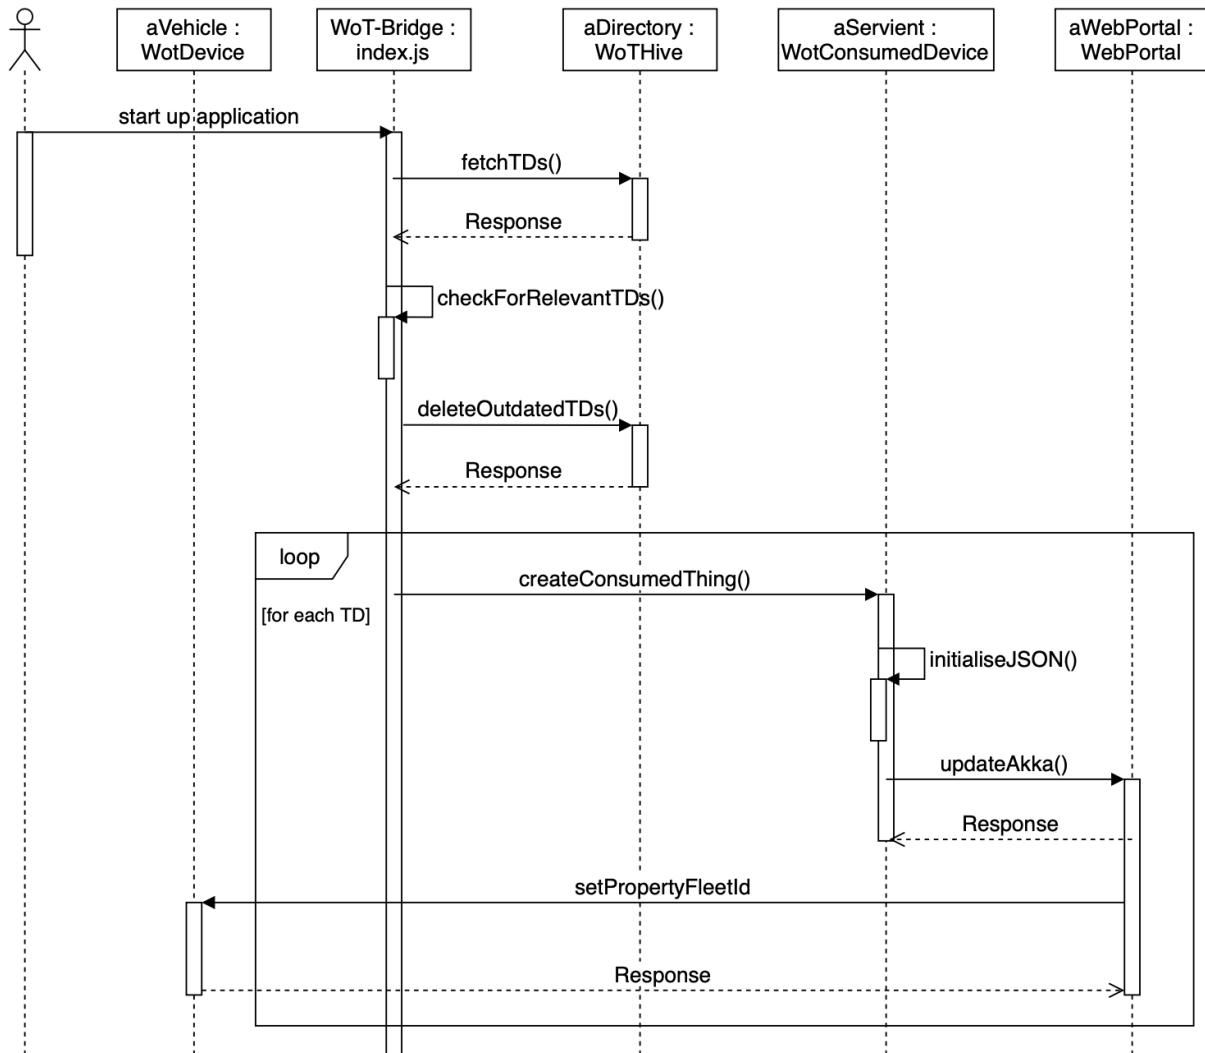 aVehicle :
WotDevice
WoT-Bridge :
index.js
aDirectory :
WoTHive
aServient :
WotConsumedDevice
aWebPortal :
WebPortal
start up application
fetchTDs()
Response
checkForRelevantTDs()
deleteOutdatedTDs()
Response
loop
createConsumedThing()
[for each TD]
initialiseJSON()
updateAkka()
Response
setPropertyFleetId
Response